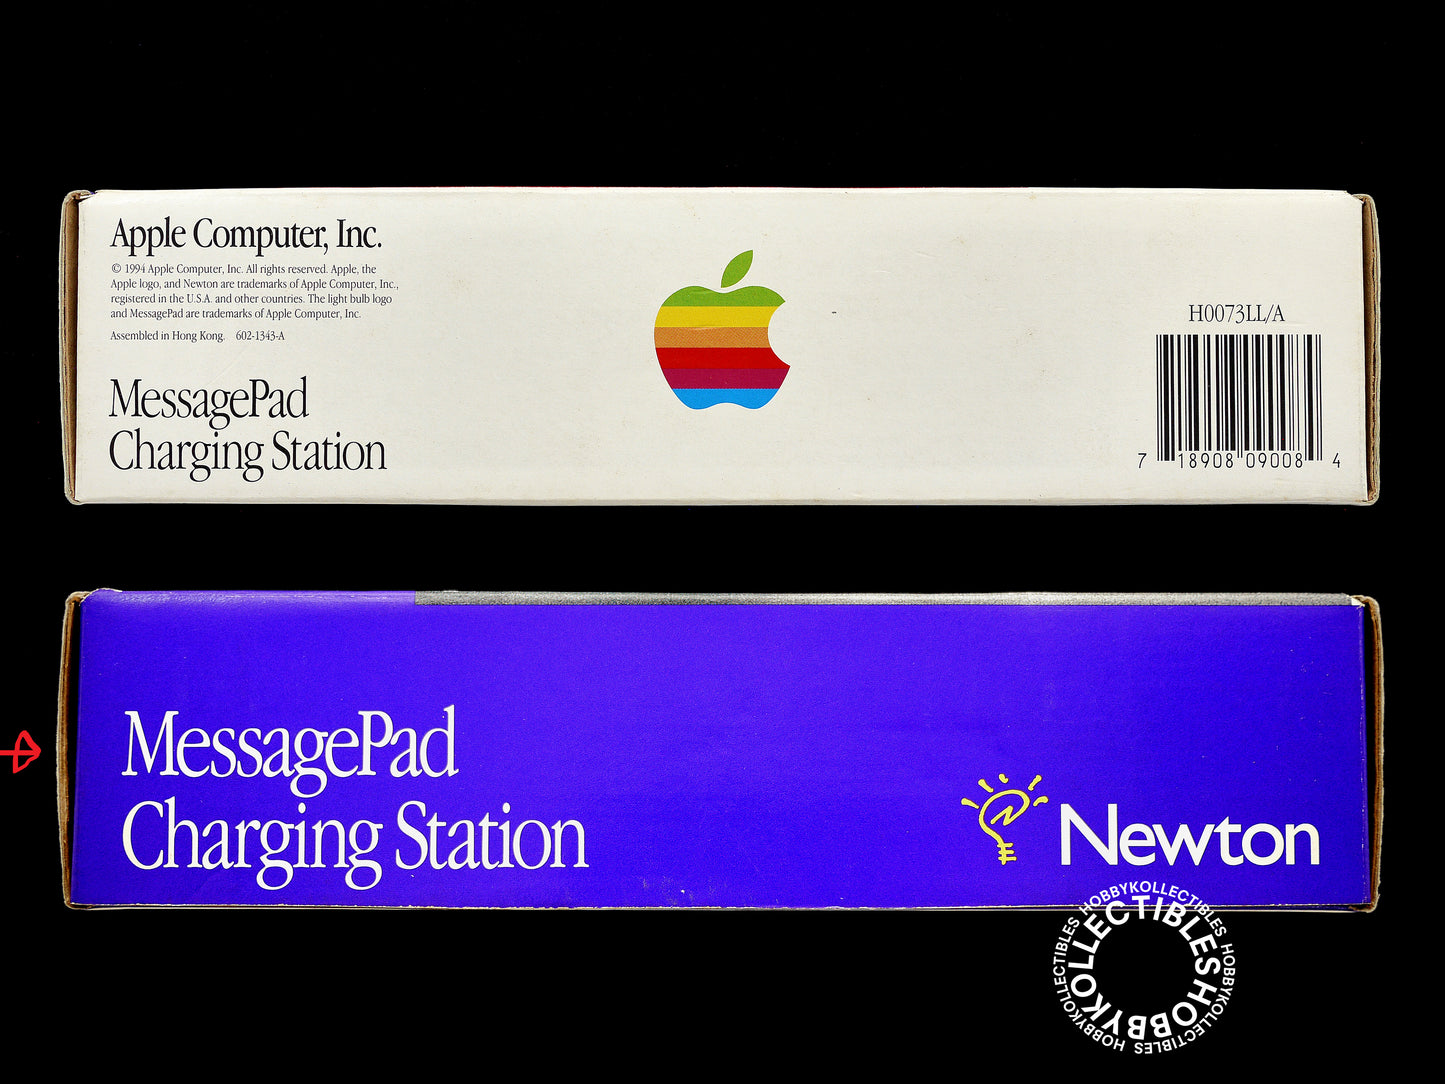 Apple Computer, Inc.
© 1994 Apple Computer, Inc. All rights reserved. Apple, the
Apple logo, and Newton are trademarks of Apple Computer, Inc.,
registered in the U.S.A. and other countries. The light bulb logo
and MessagePad are trademarks of Apple Computer, Inc.
Assembled in Hong Kong. 602-1343-A
MessagePad
Charging Station
H0073LL/A
7 18908 09008 4
MessagePad
Charging Station
Newton
HOBBYKOLLECTIBLES HOBBYKOLLECTIBLES HOBBYKOLLECTIBLES
HOBBYKOLLECTIBLES